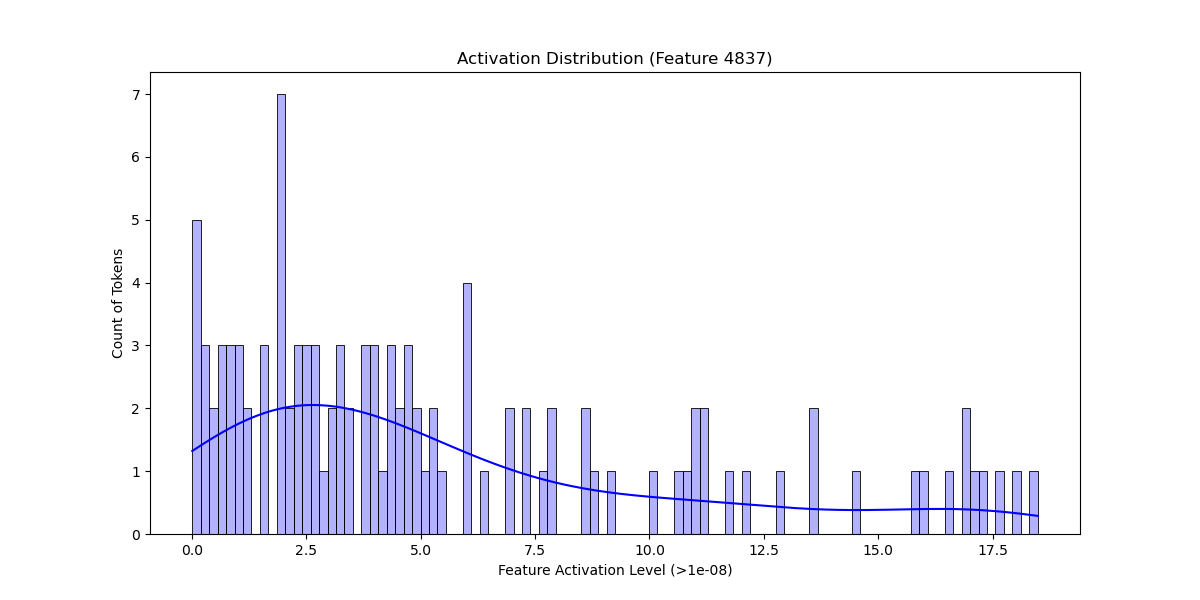 Activation Distribution (Feature 4837)
Count of Tokens
7
6
5
4
3
2
1
0
0.0 2.5 5.0 7.5 10.0 12.5 15.0 17.5
Feature Activation Level (>1e-08)